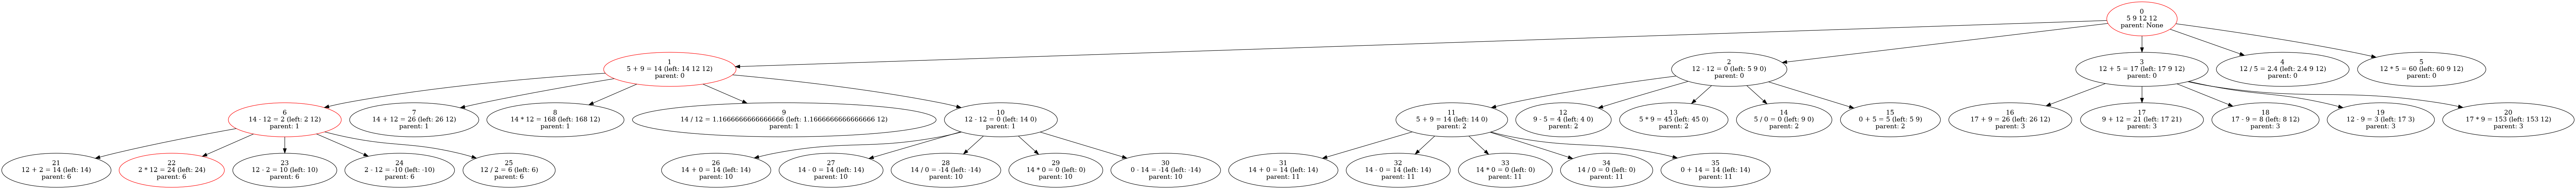 0
5 9 12 12
parent: None
1
5 + 9 = 14 (left: 14 12 12)
parent: 0
2
12 - 12 = 0 (left: 5 9 0)
parent: 0
3
12 + 5 = 17 (left: 17 9 12)
parent: 0
4
12 / 5 = 2.4 (left: 2.4 9 12)
parent: 0
5
12 * 5 = 60 (left: 60 9 12)
parent: 0
6
14 - 12 = 2 (left: 2 12)
parent: 1
7
14 + 12 = 26 (left: 26 12)
parent: 1
8
14 * 12 = 168 (left: 168 12)
parent: 1
9
14 / 12 = 1.1666666666666666 (left: 1.1666666666666666 12)
parent: 1
10
12 - 12 = 0 (left: 14 0)
parent: 1
11
5 + 9 = 14 (left: 14 0)
parent: 2
12
9 - 5 = 4 (left: 4 0)
parent: 2
13
5 * 9 = 45 (left: 45 0)
parent: 2
14
5 / 0 = 0 (left: 9 0)
parent: 2
15
0 + 5 = 5 (left: 5 9)
parent: 2
16
17 + 9 = 26 (left: 26 12)
parent: 3
17
9 + 12 = 21 (left: 17 21)
parent: 3
18
17 - 9 = 8 (left: 8 12)
parent: 3
19
12 - 9 = 3 (left: 17 3)
parent: 3
20
17 * 9 = 153 (left: 153 12)
parent: 3
21
12 + 2 = 14 (left: 14)
parent: 6
22
2 * 12 = 24 (left: 24)
parent: 6
23
12 - 2 = 10 (left: 10)
parent: 6
24
2 - 12 = -10 (left: -10)
parent: 6
25
12 / 2 = 6 (left: 6)
parent: 6
26
14 + 0 = 14 (left: 14)
parent: 10
27
14 - 0 = 14 (left: 14)
parent: 10
28
14 / 0 = -14 (left: -14)
parent: 10
29
14 * 0 = 0 (left: 0)
parent: 10
30
0 - 14 = -14 (left: -14)
parent: 10
31
14 + 0 = 14 (left: 14)
parent: 11
32
14 - 0 = 14 (left: 14)
parent: 11
33
14 * 0 = 0 (left: 0)
parent: 11
34
14 / 0 = 0 (left: 0)
parent: 11
35
0 + 14 = 14 (left: 14)
parent: 11